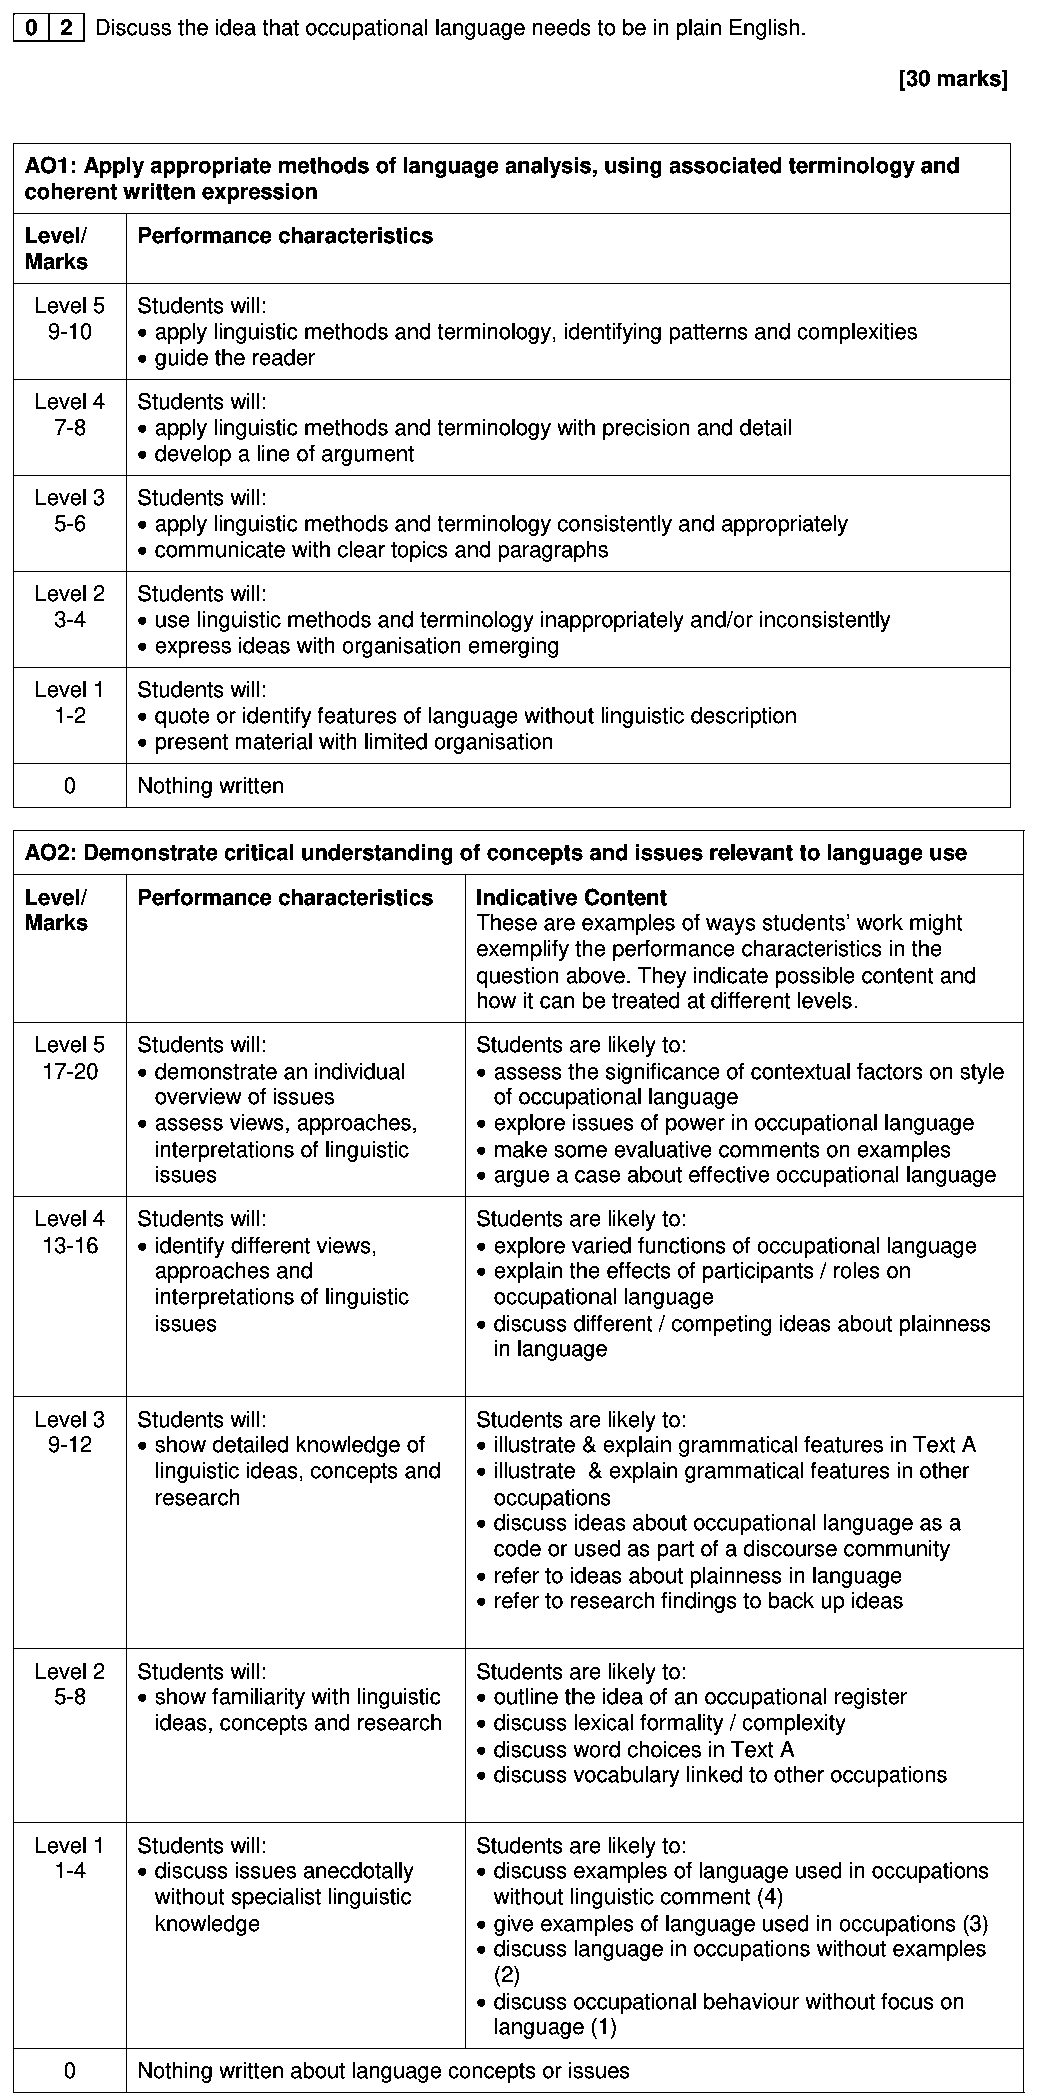 0 2 Discuss the idea that occupational language needs to be in plain English.
[30 marks]
AO1: Apply appropriate methods of language analysis, using associated terminology and
coherent written expression
Level/
Marks
Performance characteristics
Level 5
9-10
Students will:
• apply linguistic methods and terminology, identifying patterns and complexities
• guide the reader
Level 4
7-8
Students will:
• apply linguistic methods and terminology with precision and detail
• develop a line of argument
Level 3
5-6
Students will:
• apply linguistic methods and terminology consistently and appropriately
• communicate with clear topics and paragraphs
Level 2
3-4
Students will:
• use linguistic methods and terminology inappropriately and/or inconsistently
• express ideas with organisation emerging
Level 1
1-2
Students will:
• quote or identify features of language without linguistic description
• present material with limited organisation
0
Nothing written
AO2: Demonstrate critical understanding of concepts and issues relevant to language use
Level/
Marks
Performance characteristics
Indicative Content
These are examples of ways students' work might
exemplify the performance characteristics in the
question above. They indicate possible content and
how it can be treated at different levels.
Level 5
17-20
Students will:
• demonstrate an individual
overview of issues
• assess views, approaches,
interpretations of linguistic
issues
Students are likely to:
• assess the significance of contextual factors on style
of occupational language
• explore issues of power in occupational language
• make some evaluative comments on examples
• argue a case about effective occupational language
Level 4
13-16
Students will:
• identify different views,
approaches and
interpretations of linguistic
issues
Students are likely to:
• explore varied functions of occupational language
• explain the effects of participants / roles on
occupational language
• discuss different / competing ideas about plainness
in language
Level 3
9-12
Students will:
• show detailed knowledge of
linguistic ideas, concepts and
research
Students are likely to:
• illustrate & explain grammatical features in Text A
• illustrate & explain grammatical features in other
occupations
• discuss ideas about occupational language as a
code or used as part of a discourse community
• refer to ideas about plainness in language
• refer to research findings to back up ideas
Level 2
5-8
Students will:
• show familiarity with linguistic
ideas, concepts and research
Students are likely to:
• outline the idea of an occupational register
• discuss lexical formality / complexity
• discuss word choices in Text A
• discuss vocabulary linked to other occupations
Level 1
1-4
Students will:
• discuss issues anecdotally
without specialist linguistic
knowledge
Students are likely to:
• discuss examples of language used in occupations
without linguistic comment (4)
• give examples of language used in occupations (3)
• discuss language in occupations without examples
(2)
• discuss occupational behaviour without focus on
language (1)
0
Nothing written about language concepts or issues